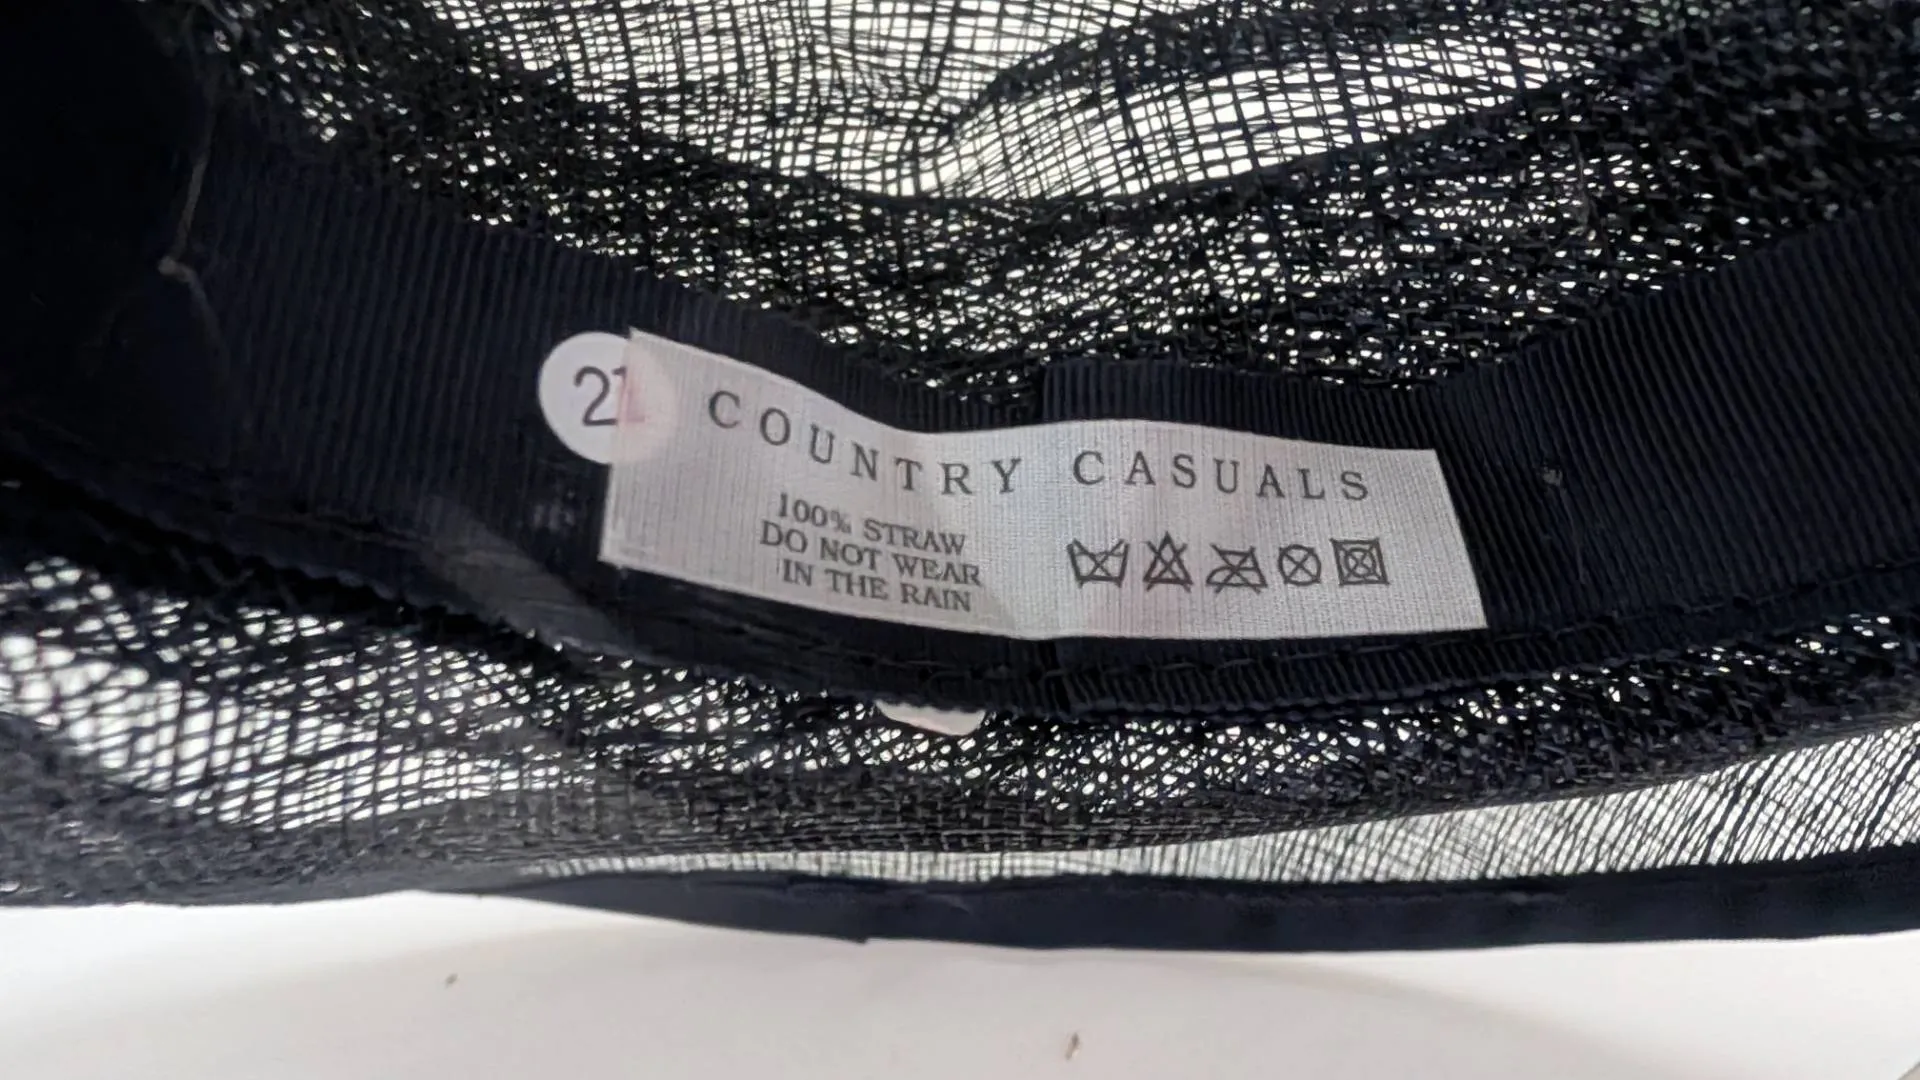 21
COUNTRY CASUALS
100% STRAW
DO NOT WEAR
IN THE RAIN